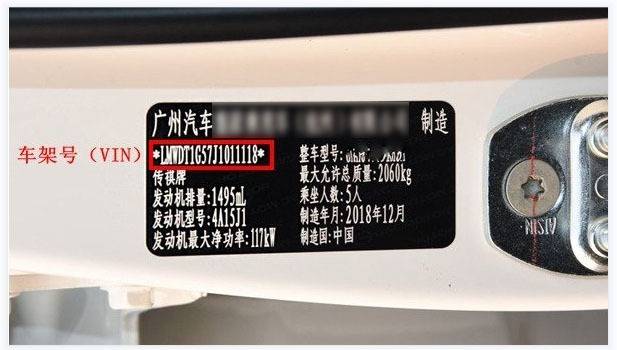 广州汽车 制造
车架号（VIN）
*LMWDT1G57J1011118* 整车型号:
传祺牌 最大允许总质量:2060kg
发动机排量:1495mL 乘坐人数:5人
发动机型号:4A15J1 制造年月:2018年12月
发动机最大净功率:117kW 制造国:中国
AISIN